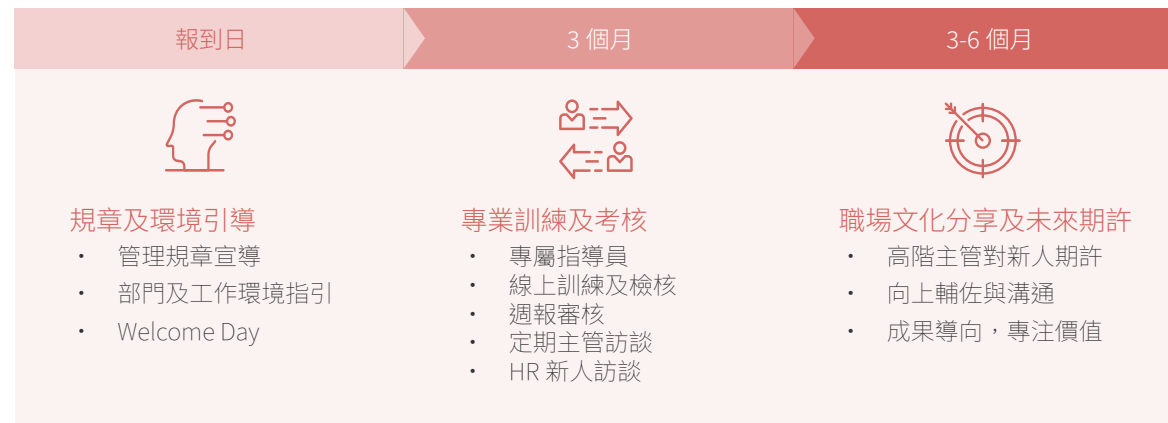 報到日
3 個月
3-6 個月
規章及環境引導
• 管理規章宣導
• 部門及工作環境指引
• Welcome Day
專業訓練及考核
• 專屬指導員
• 線上訓練及檢核
• 週報審核
• 定期主管訪談
• HR 新人訪談
職場文化分享及未來期許
• 高階主管對新人期許
• 向上輔佐與溝通
• 成果導向，專注價值